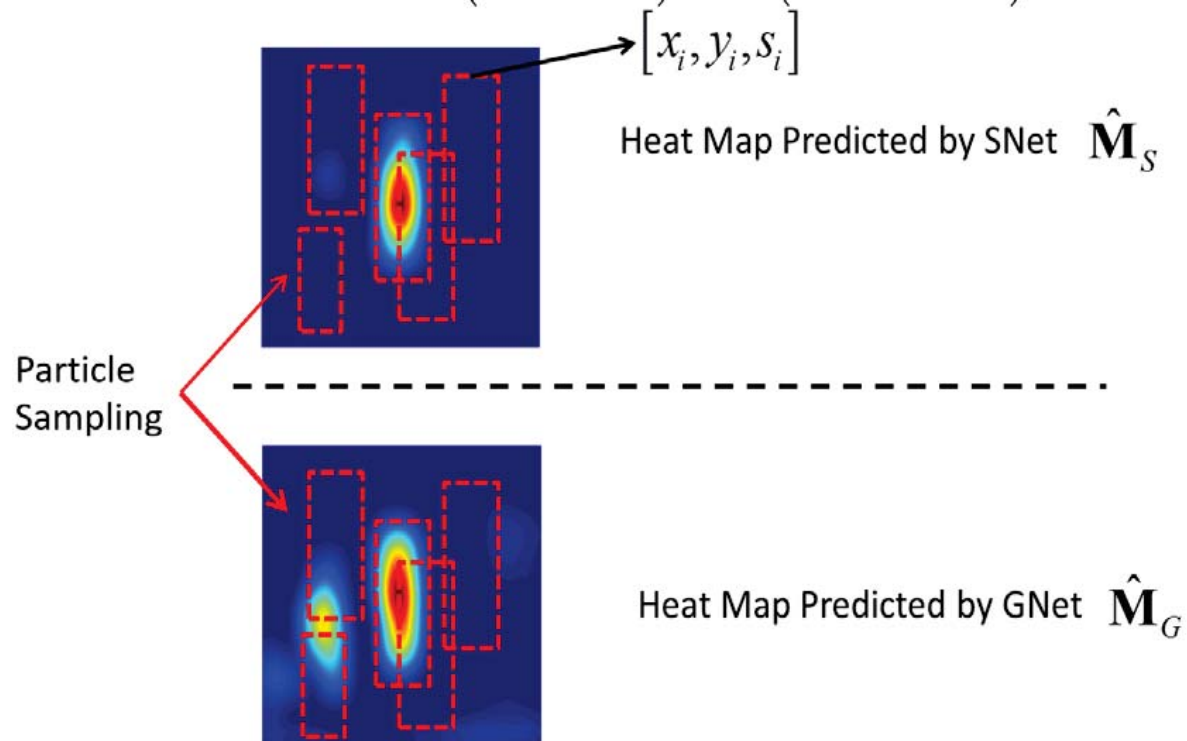 [x_i, y_i, s_i]
Heat Map Predicted by SNet M̂_S
Particle
Sampling
Heat Map Predicted by GNet M̂_G